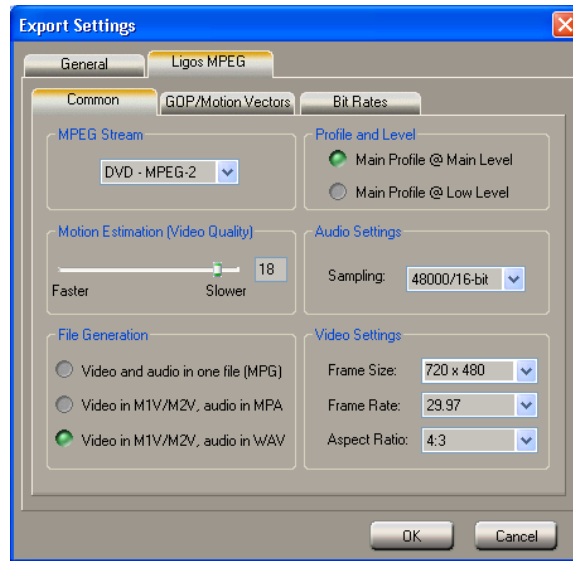 Export Settings
General
Ligos MPEG
Common
GOP/Motion Vectors
Bit Rates
MPEG Stream
DVD - MPEG-2
Profile and Level
Main Profile @ Main Level
Main Profile @ Low Level
Motion Estimation (Video Quality)
18
Faster
Slower
Audio Settings
Sampling:
48000/16-bit
File Generation
Video and audio in one file (MPG)
Video in M1V/M2V, audio in MPA
Video in M1V/M2V, audio in WAV
Video Settings
Frame Size:
720 x 480
Frame Rate:
29.97
Aspect Ratio:
4:3
OK
Cancel